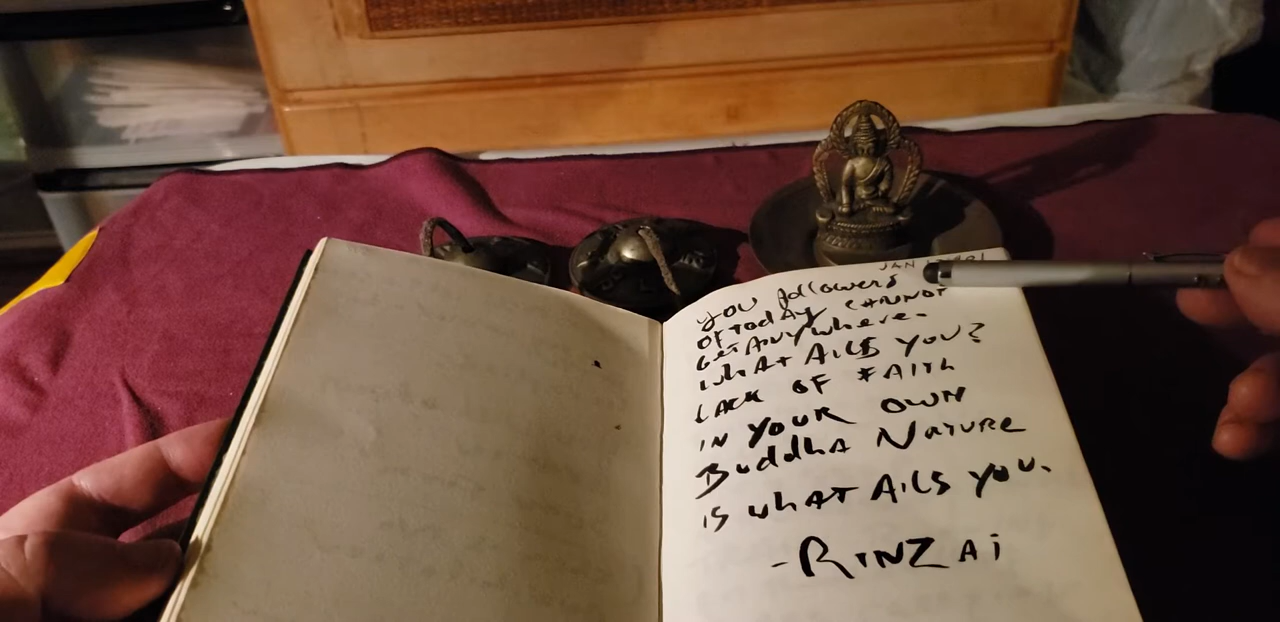 JAN
you followers
of today cannot
get anywhere.
what AILS you?
LACK OF FAITH
IN YOUR OWN
Buddha Nature
is what AILS you.
- RINZAi